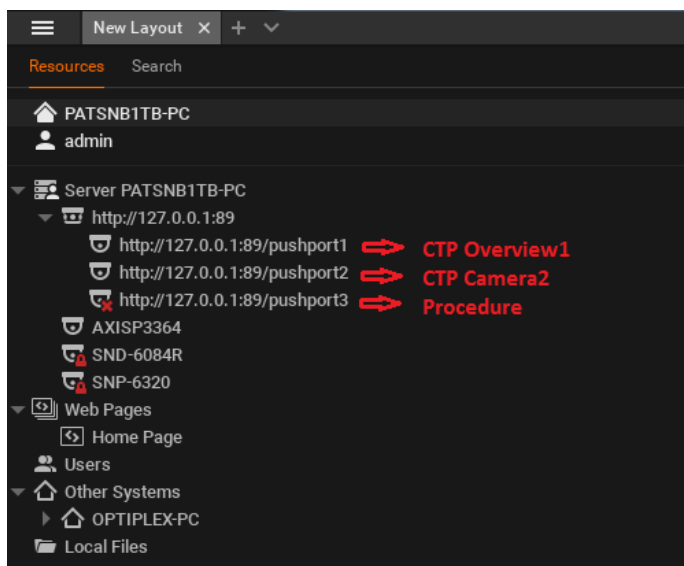 New Layout
Resources Search
PATSNB1TB-PC
admin
Server PATSNB1TB-PC
http://127.0.0.1:89
http://127.0.0.1:89/pushport1 CTP Overview1
http://127.0.0.1:89/pushport2 CTP Camera2
http://127.0.0.1:89/pushport3 Procedure
AXISP3364
SND-6084R
SNP-6320
Web Pages
Home Page
Users
Other Systems
OPTIPLEX-PC
Local Files